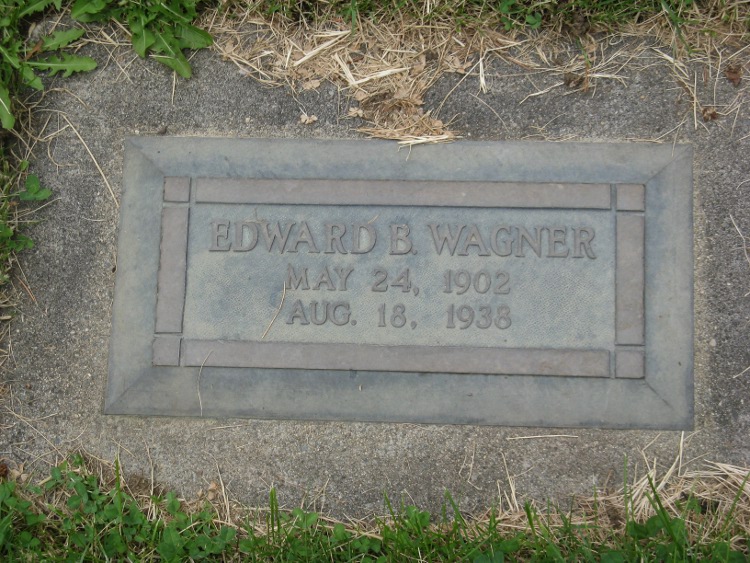 EDWARD B. WAGNER
MAY 24, 1902
AUG. 18, 1938